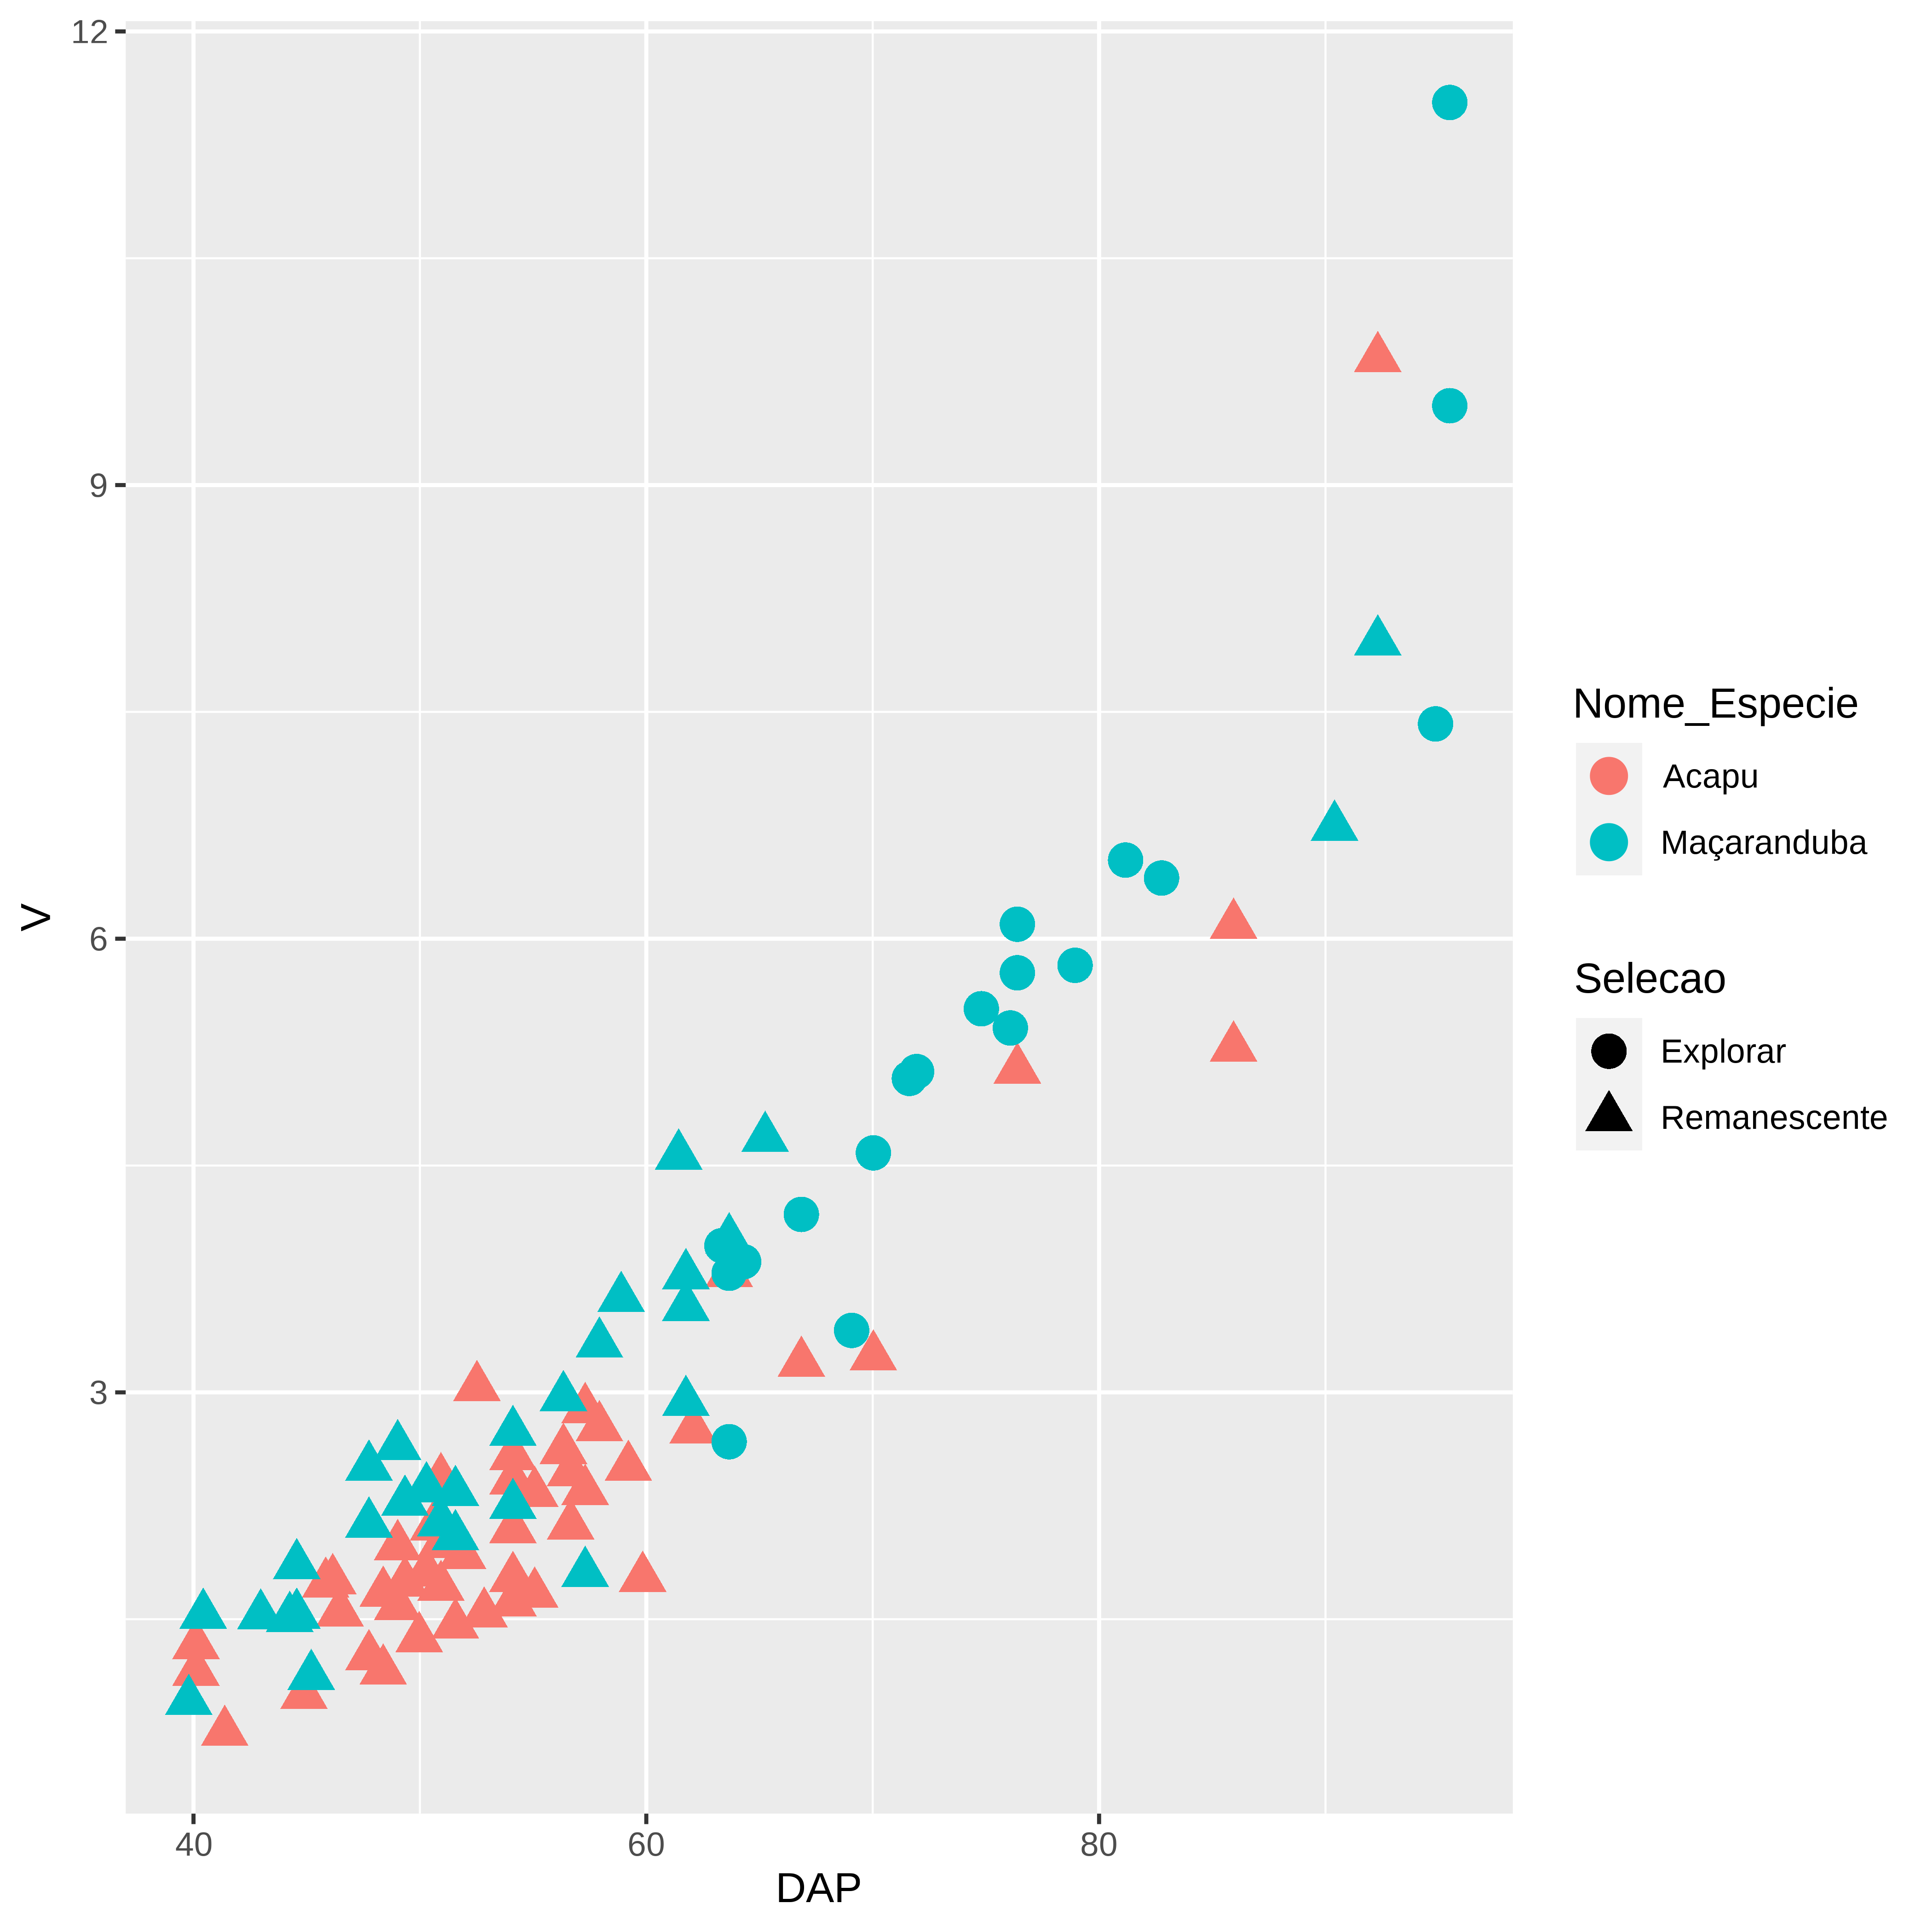 12
9
6
3
V
40 60 80
DAP
Nome_Especie
Acapu
Maçaranduba
Selecao
Explorar
Remanescente